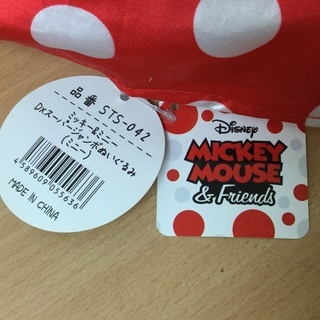 品番 STS-042
ミッキー&ミニー
DXスーパージャンボぬいぐるみ
(ミニー)
4589609055636
MADE IN CHINA
Disney
MICKEY
MOUSE
& Friends